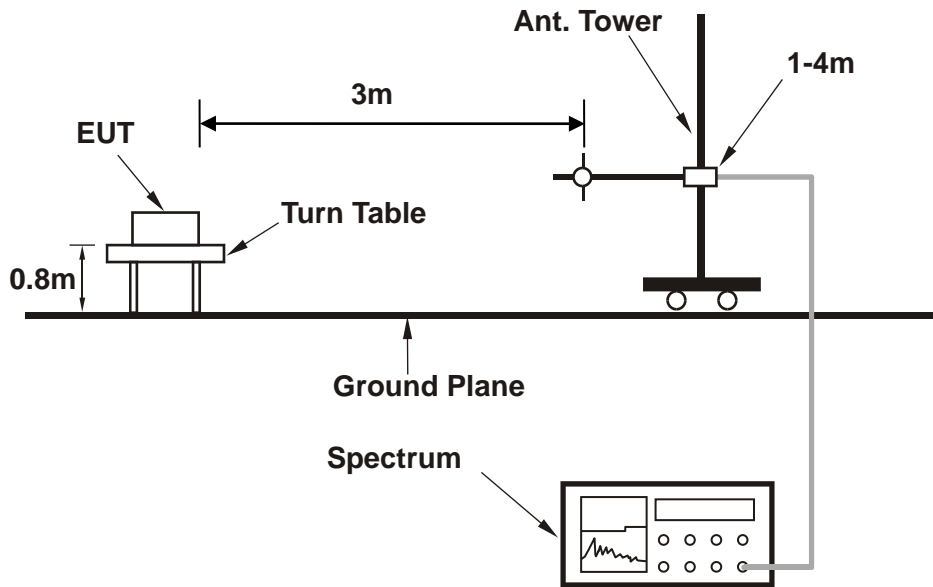 Ant. Tower
1-4m
3m
EUT
Turn Table
0.8m
Ground Plane
Spectrum